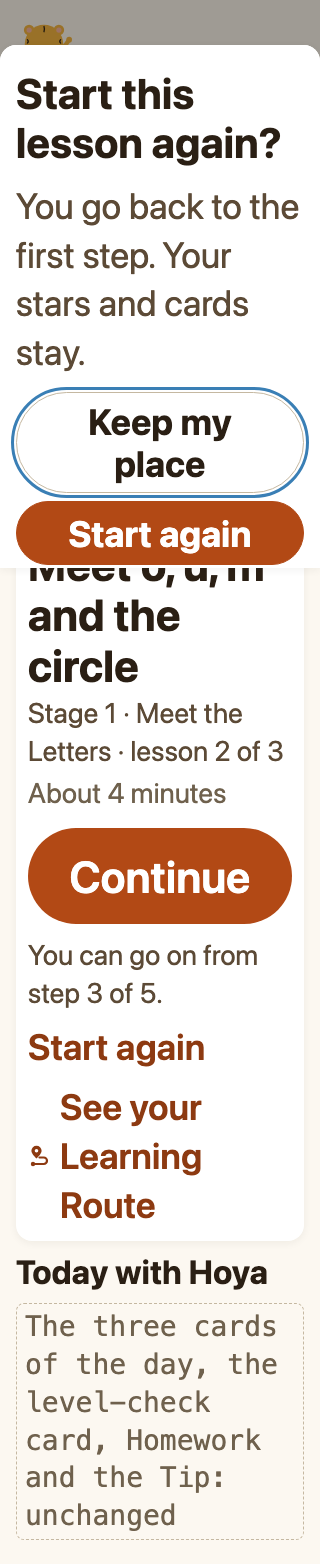 Start this
lesson again?
You go back to the
first step. Your
stars and cards
stay.
Keep my
place
Start again
and the
circle
Stage 1 · Meet the
Letters · lesson 2 of 3
About 4 minutes
Continue
You can go on from
step 3 of 5.
Start again
See your
Learning
Route
Today with Hoya
The three cards
of the day, the
level-check
card, Homework
and the Tip:
unchanged